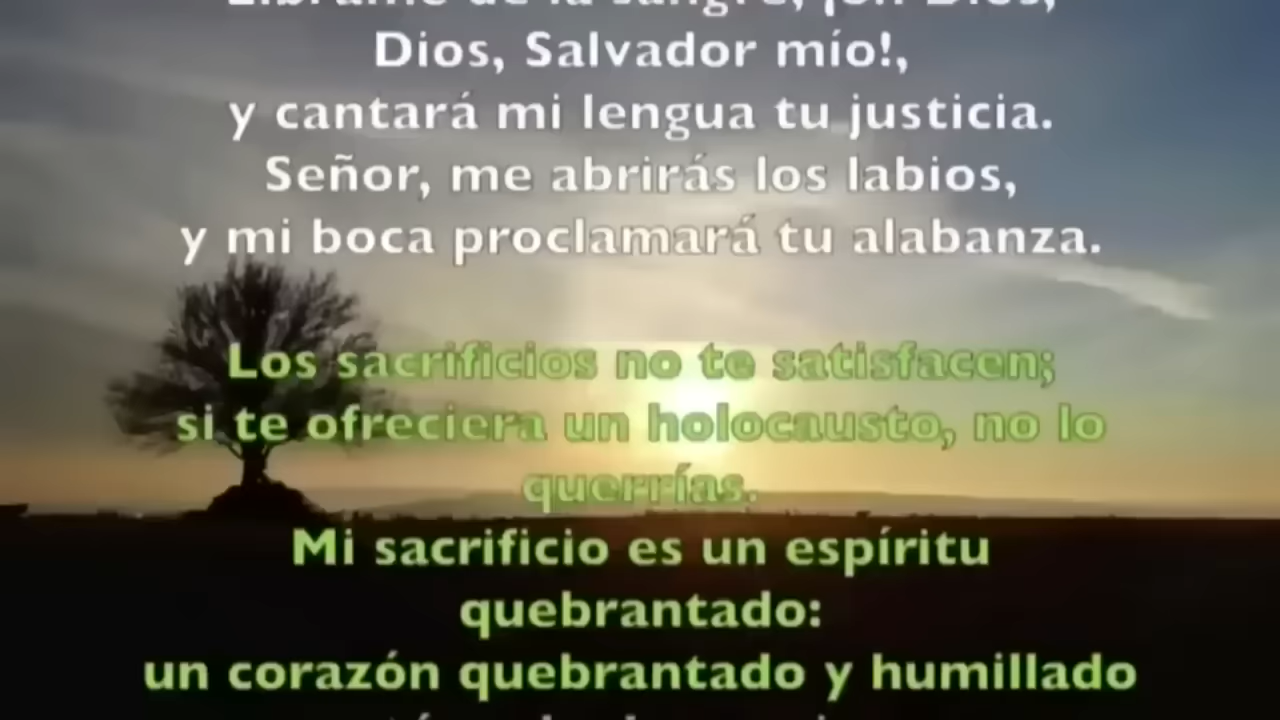 Dios, Salvador mío!,
y cantará mi lengua tu justicia.
Señor, me abrirás los labios,
y mi boca proclamará tu alabanza.
Los sacrificios no te satisfacen;
si te ofreciera un holocausto, no lo
querrías.
Mi sacrificio es un espíritu
quebrantado:
un corazón quebrantado y humillado